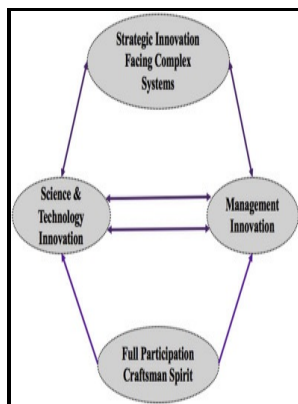 Strategic Innovation
Facing Complex
Systems
Science &
Technology
Innovation
Management
Innovation
Full Participation
Craftsman Spirit